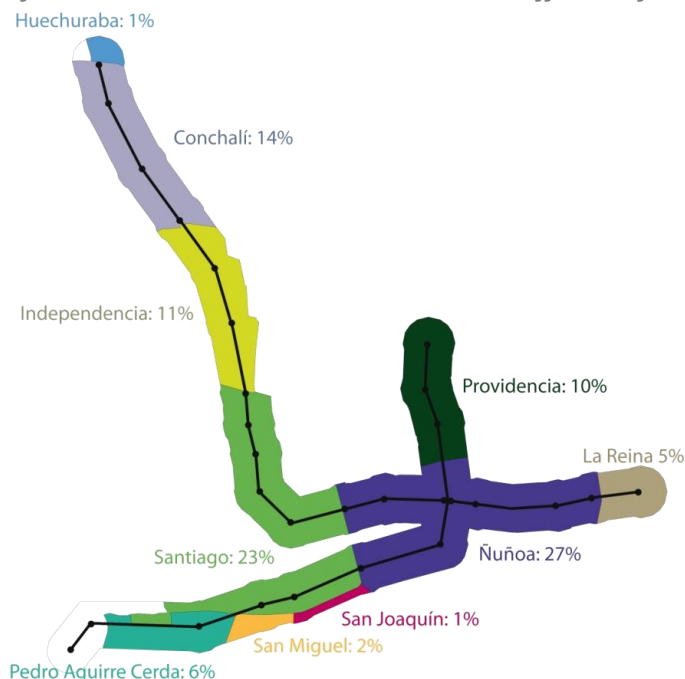 Huechuraba: 1%
Conchalí: 14%
Independencia: 11%
Providencia: 10%
La Reina 5%
Santiago: 23%
Ñuñoa: 27%
San Joaquín: 1%
San Miguel: 2%
Pedro Aguirre Cerda: 6%